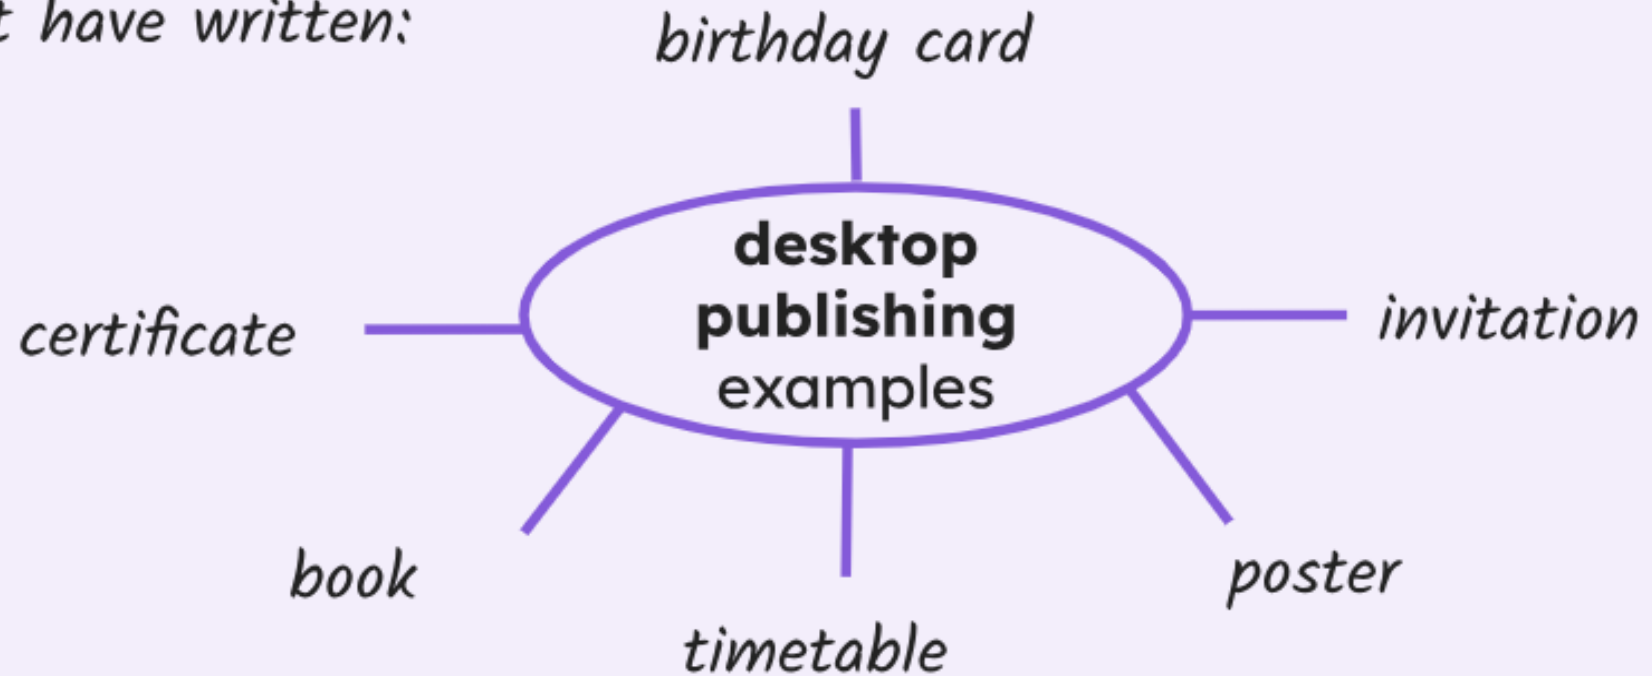 have written:
birthday card
desktop
publishing
examples
certificate
invitation
book
poster
timetable